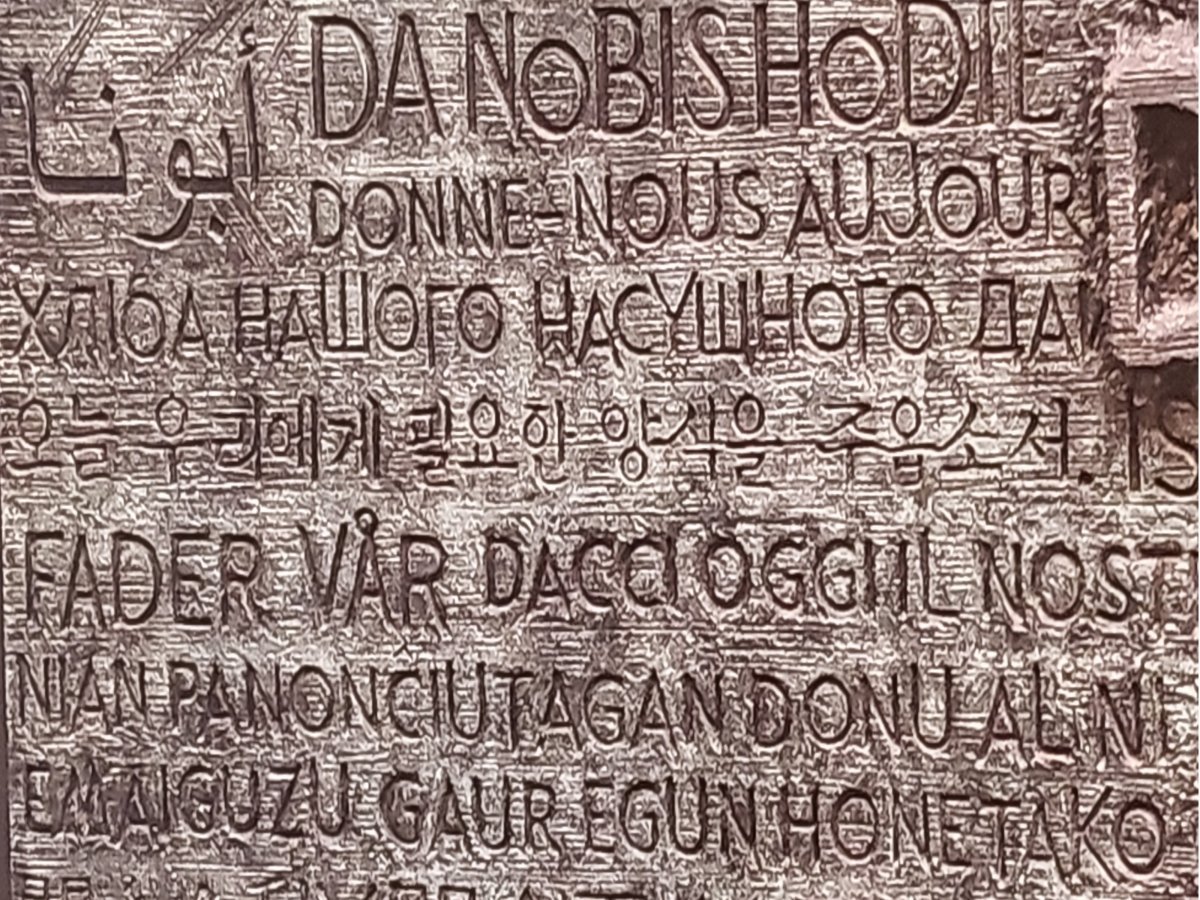 أبونا DA NOBIS HODIE
DONNE-NOUS AUJOUR
ХЛІБА НАШОГО НАСУЩНОГО ДАЙ
오늘 우리에게 필요한 양식을 주옵소서. IS
FADER VÅR DACCI OGGI IL NOST
NIAN PANON CIUTAGAN DONU AL NI
EMAIGUZU GAUR EGUN HONETAKO